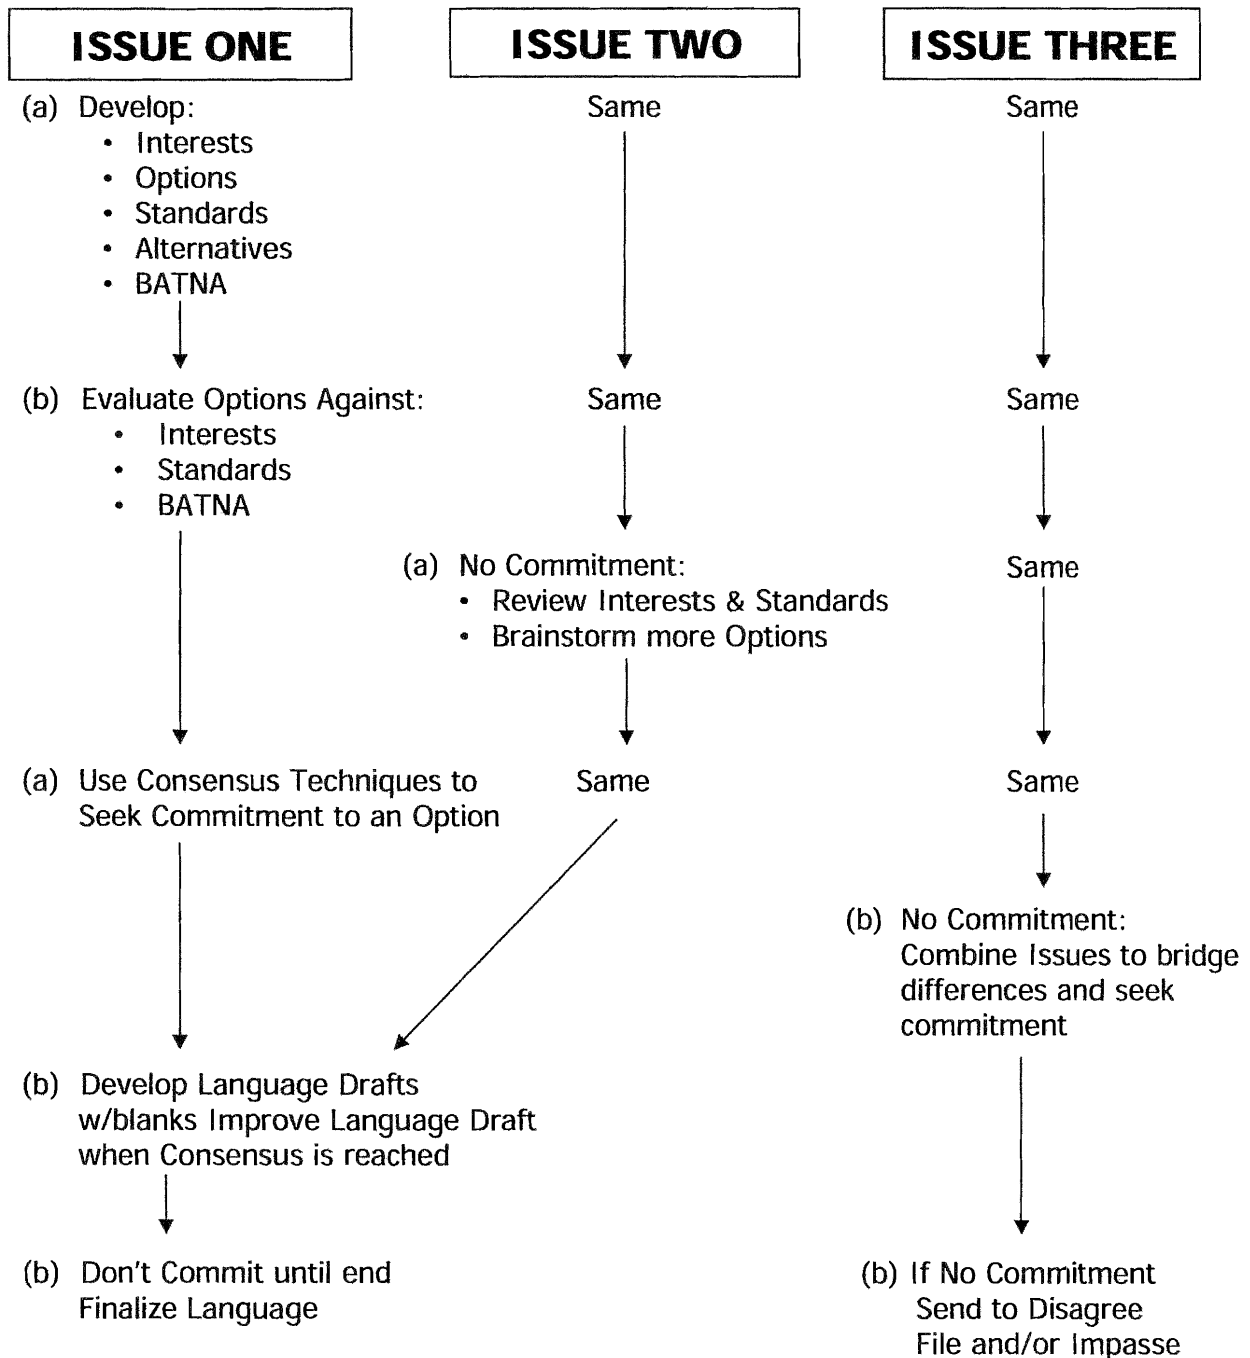 ISSUE ONE
ISSUE TWO
ISSUE THREE
(a) Develop:
• Interests
• Options
• Standards
• Alternatives
• BATNA
Same
Same
(b) Evaluate Options Against:
• Interests
• Standards
• BATNA
Same
Same
(a) No Commitment:
• Review Interests & Standards
• Brainstorm more Options
Same
(a) Use Consensus Techniques to
Seek Commitment to an Option
Same
Same
(b) No Commitment:
Combine Issues to bridge
differences and seek
commitment
(b) Develop Language Drafts
w/blanks Improve Language Draft
when Consensus is reached
(b) Don't Commit until end
Finalize Language
(b) If No Commitment
Send to Disagree
File and/or Impasse